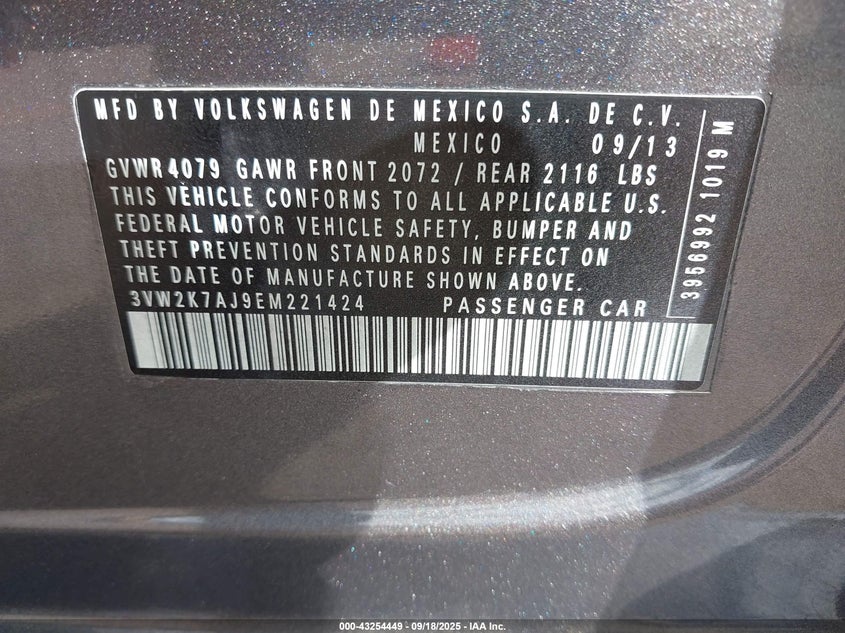 MFD BY VOLKSWAGEN DE MEXICO S.A. DE C.V.
MEXICO 09/13
GVWR 4079 GAWR FRONT 2072 / REAR 2116 LBS
THIS VEHICLE CONFORMS TO ALL APPLICABLE U.S.
FEDERAL MOTOR VEHICLE SAFETY, BUMPER AND
THEFT PREVENTION STANDARDS IN EFFECT ON
THE DATE OF MANUFACTURE SHOWN ABOVE.
3VW2K7AJ9EM221424 PASSENGER CAR
3956992 1019 M
000-43254449 - 09/18/2025 - IAA Inc.